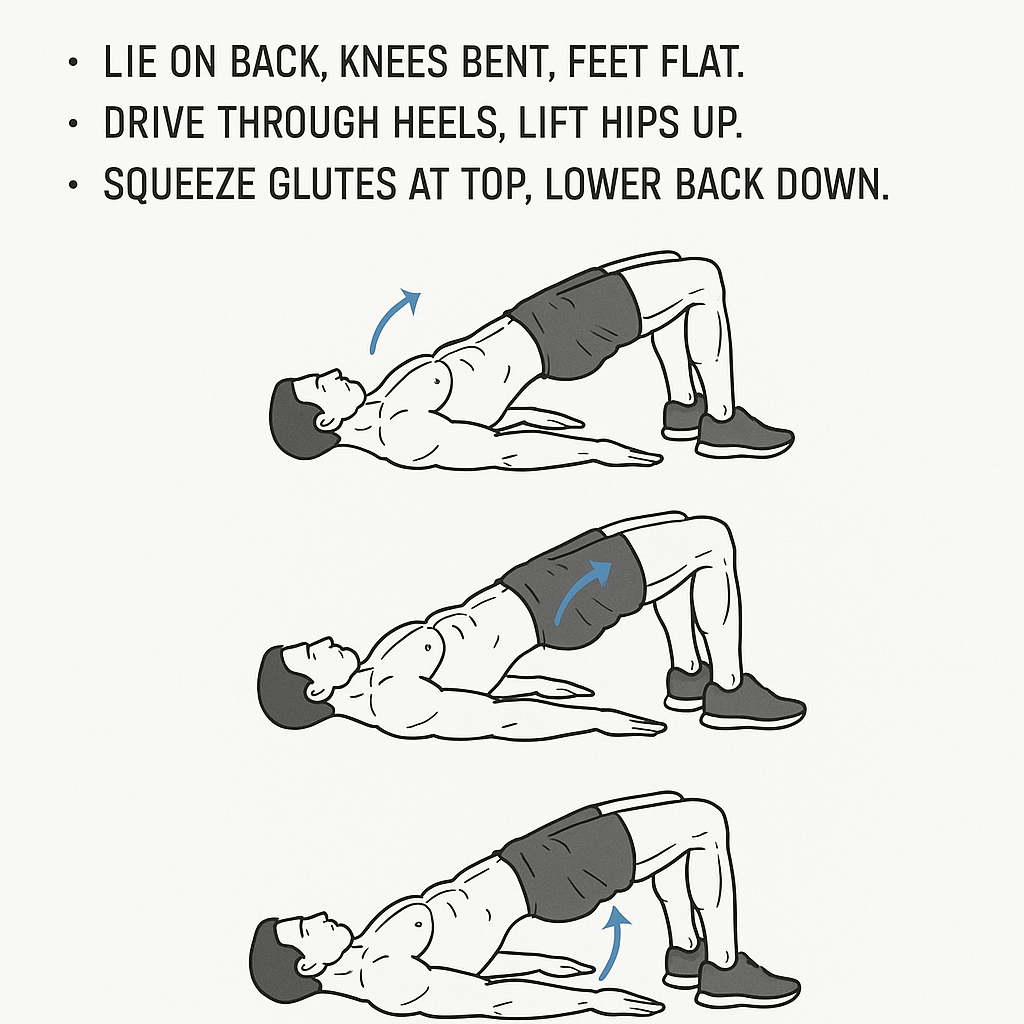 • LIE ON BACK, KNEES BENT, FEET FLAT.
• DRIVE THROUGH HEELS, LIFT HIPS UP.
• SQUEEZE GLUTES AT TOP, LOWER BACK DOWN.